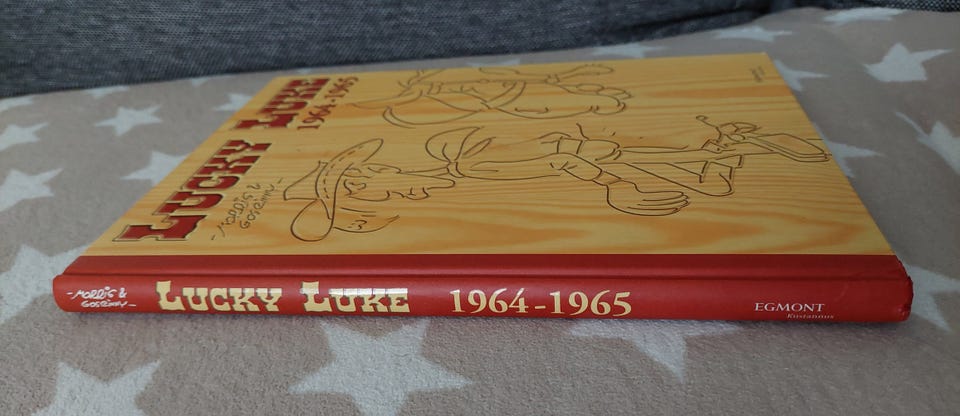 LUCKY LUKE
1964-1965
-MORRIS &
GOSCINNY-
-MORRIS &
GOSCINNY-
LUCKY LUKE
1964-1965
EGMONT
Kustannus